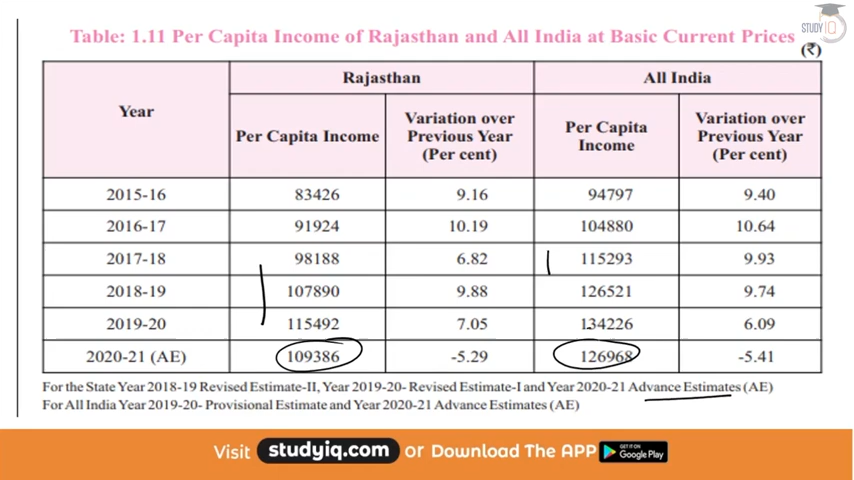 STUDY IQ
Table: 1.11 Per Capita Income of Rajasthan and All India at Basic Current Prices
(₹)
Year Rajasthan All India
Per Capita Income Variation over Previous Year (Per cent) Per Capita Income Variation over Previous Year (Per cent)
2015-16 83426 9.16 94797 9.40
2016-17 91924 10.19 104880 10.64
2017-18 98188 6.82 115293 9.93
2018-19 107890 9.88 126521 9.74
2019-20 115492 7.05 134226 6.09
2020-21 (AE) 109386 -5.29 126968 -5.41
For the State Year 2018-19 Revised Estimate-II, Year 2019-20- Revised Estimate-I and Year 2020-21 Advance Estimates (AE)
For All India Year 2019-20- Provisional Estimate and Year 2020-21 Advance Estimates (AE)
Visit studyiq.com or Download The APP GET IT ON Google Play